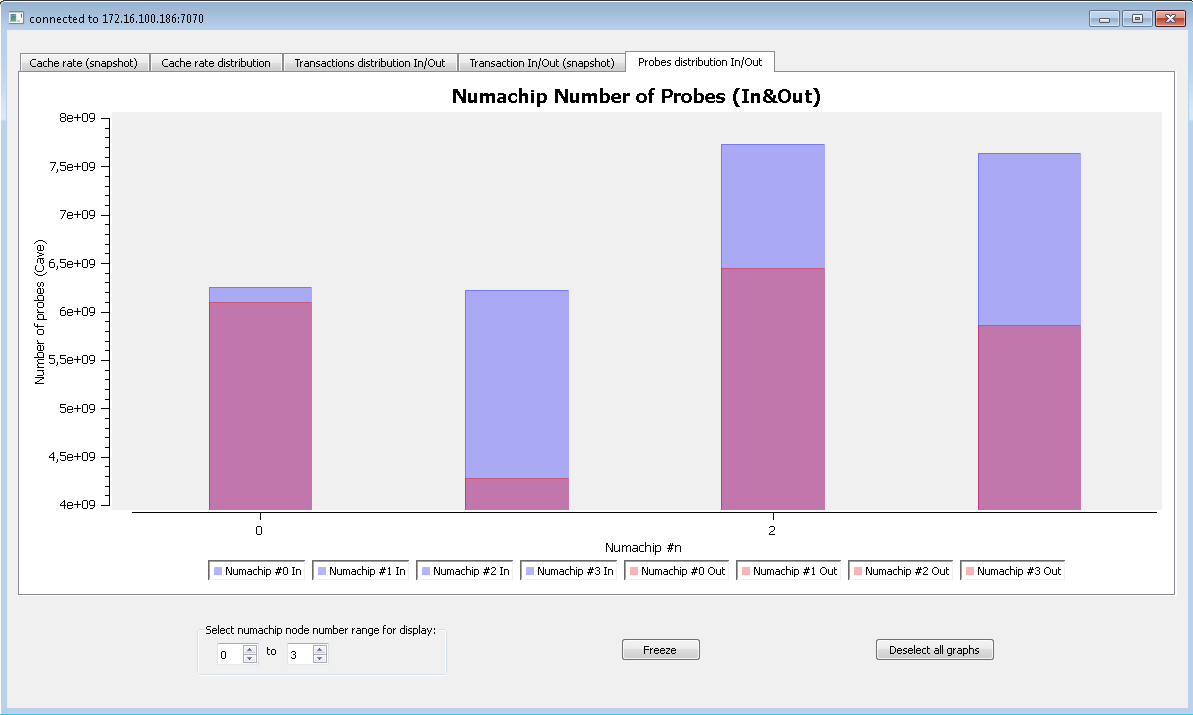 connected to 172.16.100.186:7070
Cache rate (snapshot) Cache rate distribution Transactions distribution In/Out Transaction In/Out (snapshot) Probes distribution In/Out
Numachip Number of Probes (In&Out)
8e+09
7,5e+09
7e+09
6,5e+09
6e+09
5,5e+09
5e+09
4,5e+09
4e+09
Number of probes (Cave)
0 2
Numachip #n
Numachip #0 In Numachip #1 In Numachip #2 In Numachip #3 In Numachip #0 Out Numachip #1 Out Numachip #2 Out Numachip #3 Out
Select numachip node number range for display:
0 to 3 Freeze Deselect all graphs